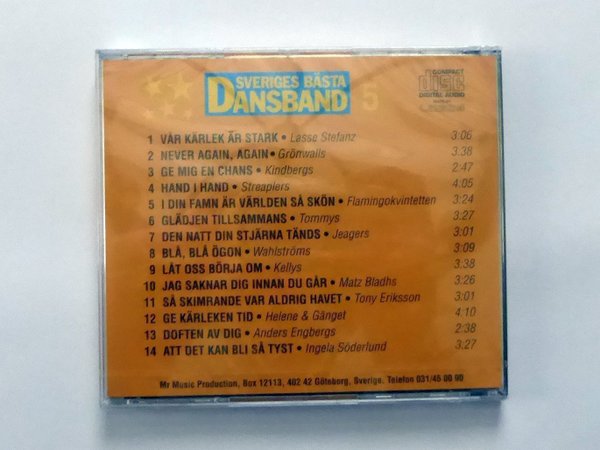 SVERIGES BÄSTA
DANSBAND 5
COMPACT
disc
DIGITAL AUDIO
1 VÅR KÄRLEK ÄR STARK • Lasse Stefanz 3:06
2 NEVER AGAIN, AGAIN • Grönwalls 3:38
3 GE MIG EN CHANS • Kindbergs 2:47
4 HAND I HAND • Streaplers 4:05
5 I DIN FAMN ÄR VÄRLDEN SÅ SKÖN • Flamingokvintetten 3:24
6 GLÄDJEN TILLSAMMANS • Tommys 3:27
7 DEN NATT DIN STJÄRNA TÄNDS • Jeagers 3:01
8 BLÅ, BLÅ ÖGON • Wahlströms 3:09
9 LÅT OSS BÖRJA OM • Kellys 3:38
10 JAG SAKNAR DIG INNAN DU GÅR • Matz Bladhs 3:26
11 SÅ SKIMRANDE VAR ALDRIG HAVET • Tony Eriksson 3:01
12 GE KÄRLEKEN TID • Helene & Gänget 4:10
13 DOFTEN AV DIG • Anders Engbergs 2:38
14 ATT DET KAN BLI SÅ TYST • Ingela Söderlund 3:27
Mr Music Production, Box 12113, 402 42 Göteborg, Sverige. Telefon 031/45 00 90